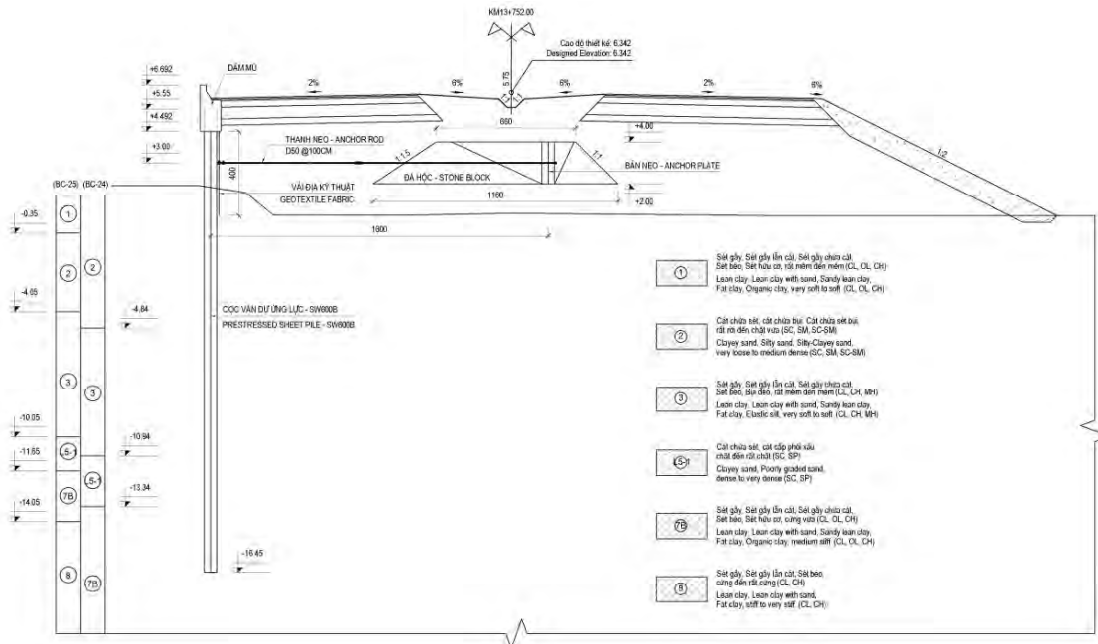 KM13+752.00
Cao độ thiết kế: 6.342
Designed Elevation: 6.342
5.75
+6.692
+5.55
+4.492
+3.00
DẦM MŨ
2%
6%
6%
2%
6%
660
+4.00
THANH NEO - ANCHOR ROD
D50 @100CM
400
1:1.5
1:1
1:2
BẢN NEO - ANCHOR PLATE
ĐÁ HỘC - STONE BLOCK
VẢI ĐỊA KỸ THUẬT
GEOTEXTILE FABRIC
1160
+2.00
1600
(BC-25) (BC-24)
1
-0.35
2
2
-4.65
-4.84
CỌC VÁN DỰ ỨNG LỰC - SW600B
PRESTRESSED SHEET PILE - SW600B
3
3
-10.05
-10.94
L5-1
-11.65
L5-1
7B
-13.34
-14.05
-16.45
8
7B
1
Sét gầy, Sét gầy lẫn cát, Sét gầy chứa cát,
Sét béo, Sét hữu cơ, rất mềm đến mềm (CL, OL, CH)
Lean clay, Lean clay with sand, Sandy lean clay,
Fat clay, Organic clay, very soft to soft (CL, OL, CH)
2
Cát chứa sét, cát chứa bụi, Cát chứa sét bụi,
rất rời đến chặt vừa (SC, SM, SC-SM)
Clayey sand, Silty sand, Silty-Clayey sand,
very loose to medium dense (SC, SM, SC-SM)
3
Sét gầy, Sét gầy lẫn cát, Sét gầy chứa cát,
Sét béo, Bụi dẻo, rất mềm đến mềm (CL, CH, MH)
Lean clay, Lean clay with sand, Sandy lean clay,
Fat clay, Elastic silt, very soft to soft (CL, CH, MH)
L5-1
Cát chứa sét, cát cấp phối xấu
chặt đến rất chặt (SC, SP)
Clayey sand, Poorly graded sand,
dense to very dense (SC, SP)
7B
Sét gầy, Sét gầy lẫn cát, Sét gầy chứa cát,
Sét béo, Sét hữu cơ, cứng vừa (CL, OL, CH)
Lean clay, Lean clay with sand, Sandy lean clay,
Fat clay, Organic clay, medium stiff (CL, OL, CH)
8
Sét gầy, Sét gầy lẫn cát, Sét béo,
cứng đến rất cứng (CL, CH)
Lean clay, Lean clay with sand,
Fat clay, stiff to very stiff (CL, CH)